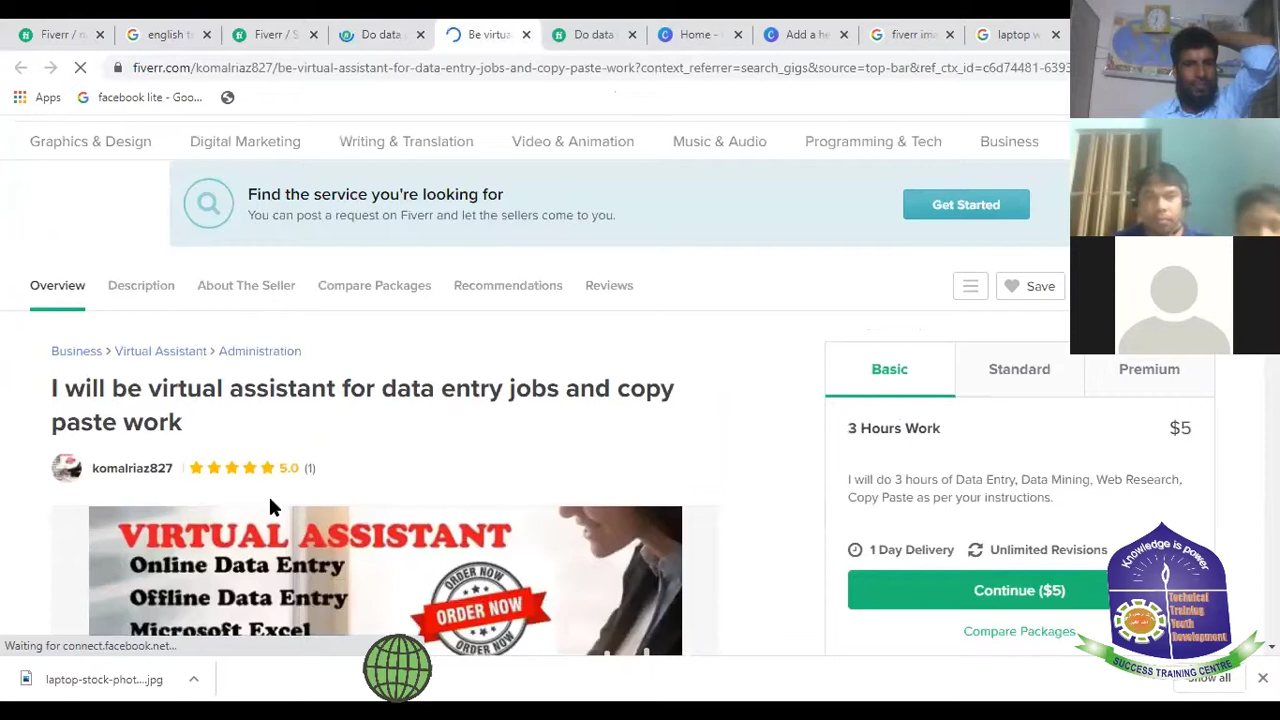 Fiverr / n
english t
Fiverr / S
Do data
Be virtua
Do data
Home -
Add a he
fiverr ima
laptop w
fiverr.com/komalriaz827/be-virtual-assistant-for-data-entry-jobs-and-copy-paste-work?context_referrer=search_gigs&source=top-bar&ref_ctx_id=c6d74481-6393
Apps
facebook lite - Goo...
Graphics & Design
Digital Marketing
Writing & Translation
Video & Animation
Music & Audio
Programming & Tech
Business
Find the service you're looking for
You can post a request on Fiverr and let the sellers come to you.
Get Started
Overview
Description
About The Seller
Compare Packages
Recommendations
Reviews
Save
Business > Virtual Assistant > Administration
I will be virtual assistant for data entry jobs and copy
paste work
komalriaz827
5.0 (1)
Basic
Standard
Premium
3 Hours Work
$5
I will do 3 hours of Data Entry, Data Mining, Web Research,
Copy Paste as per your instructions.
1 Day Delivery
Unlimited Revisions
Continue ($5)
Compare Packages
VIRTUAL ASSISTANT
Online Data Entry
Offline Data Entry
Microsoft Excel
ORDER NOW
ORDER NOW
Waiting for connect.facebook.net...
laptop-stock-phot....jpg
Show all
Knowledge is power
Technical
Training
Youth
Development
SUCCESS TRAINING CENTRE